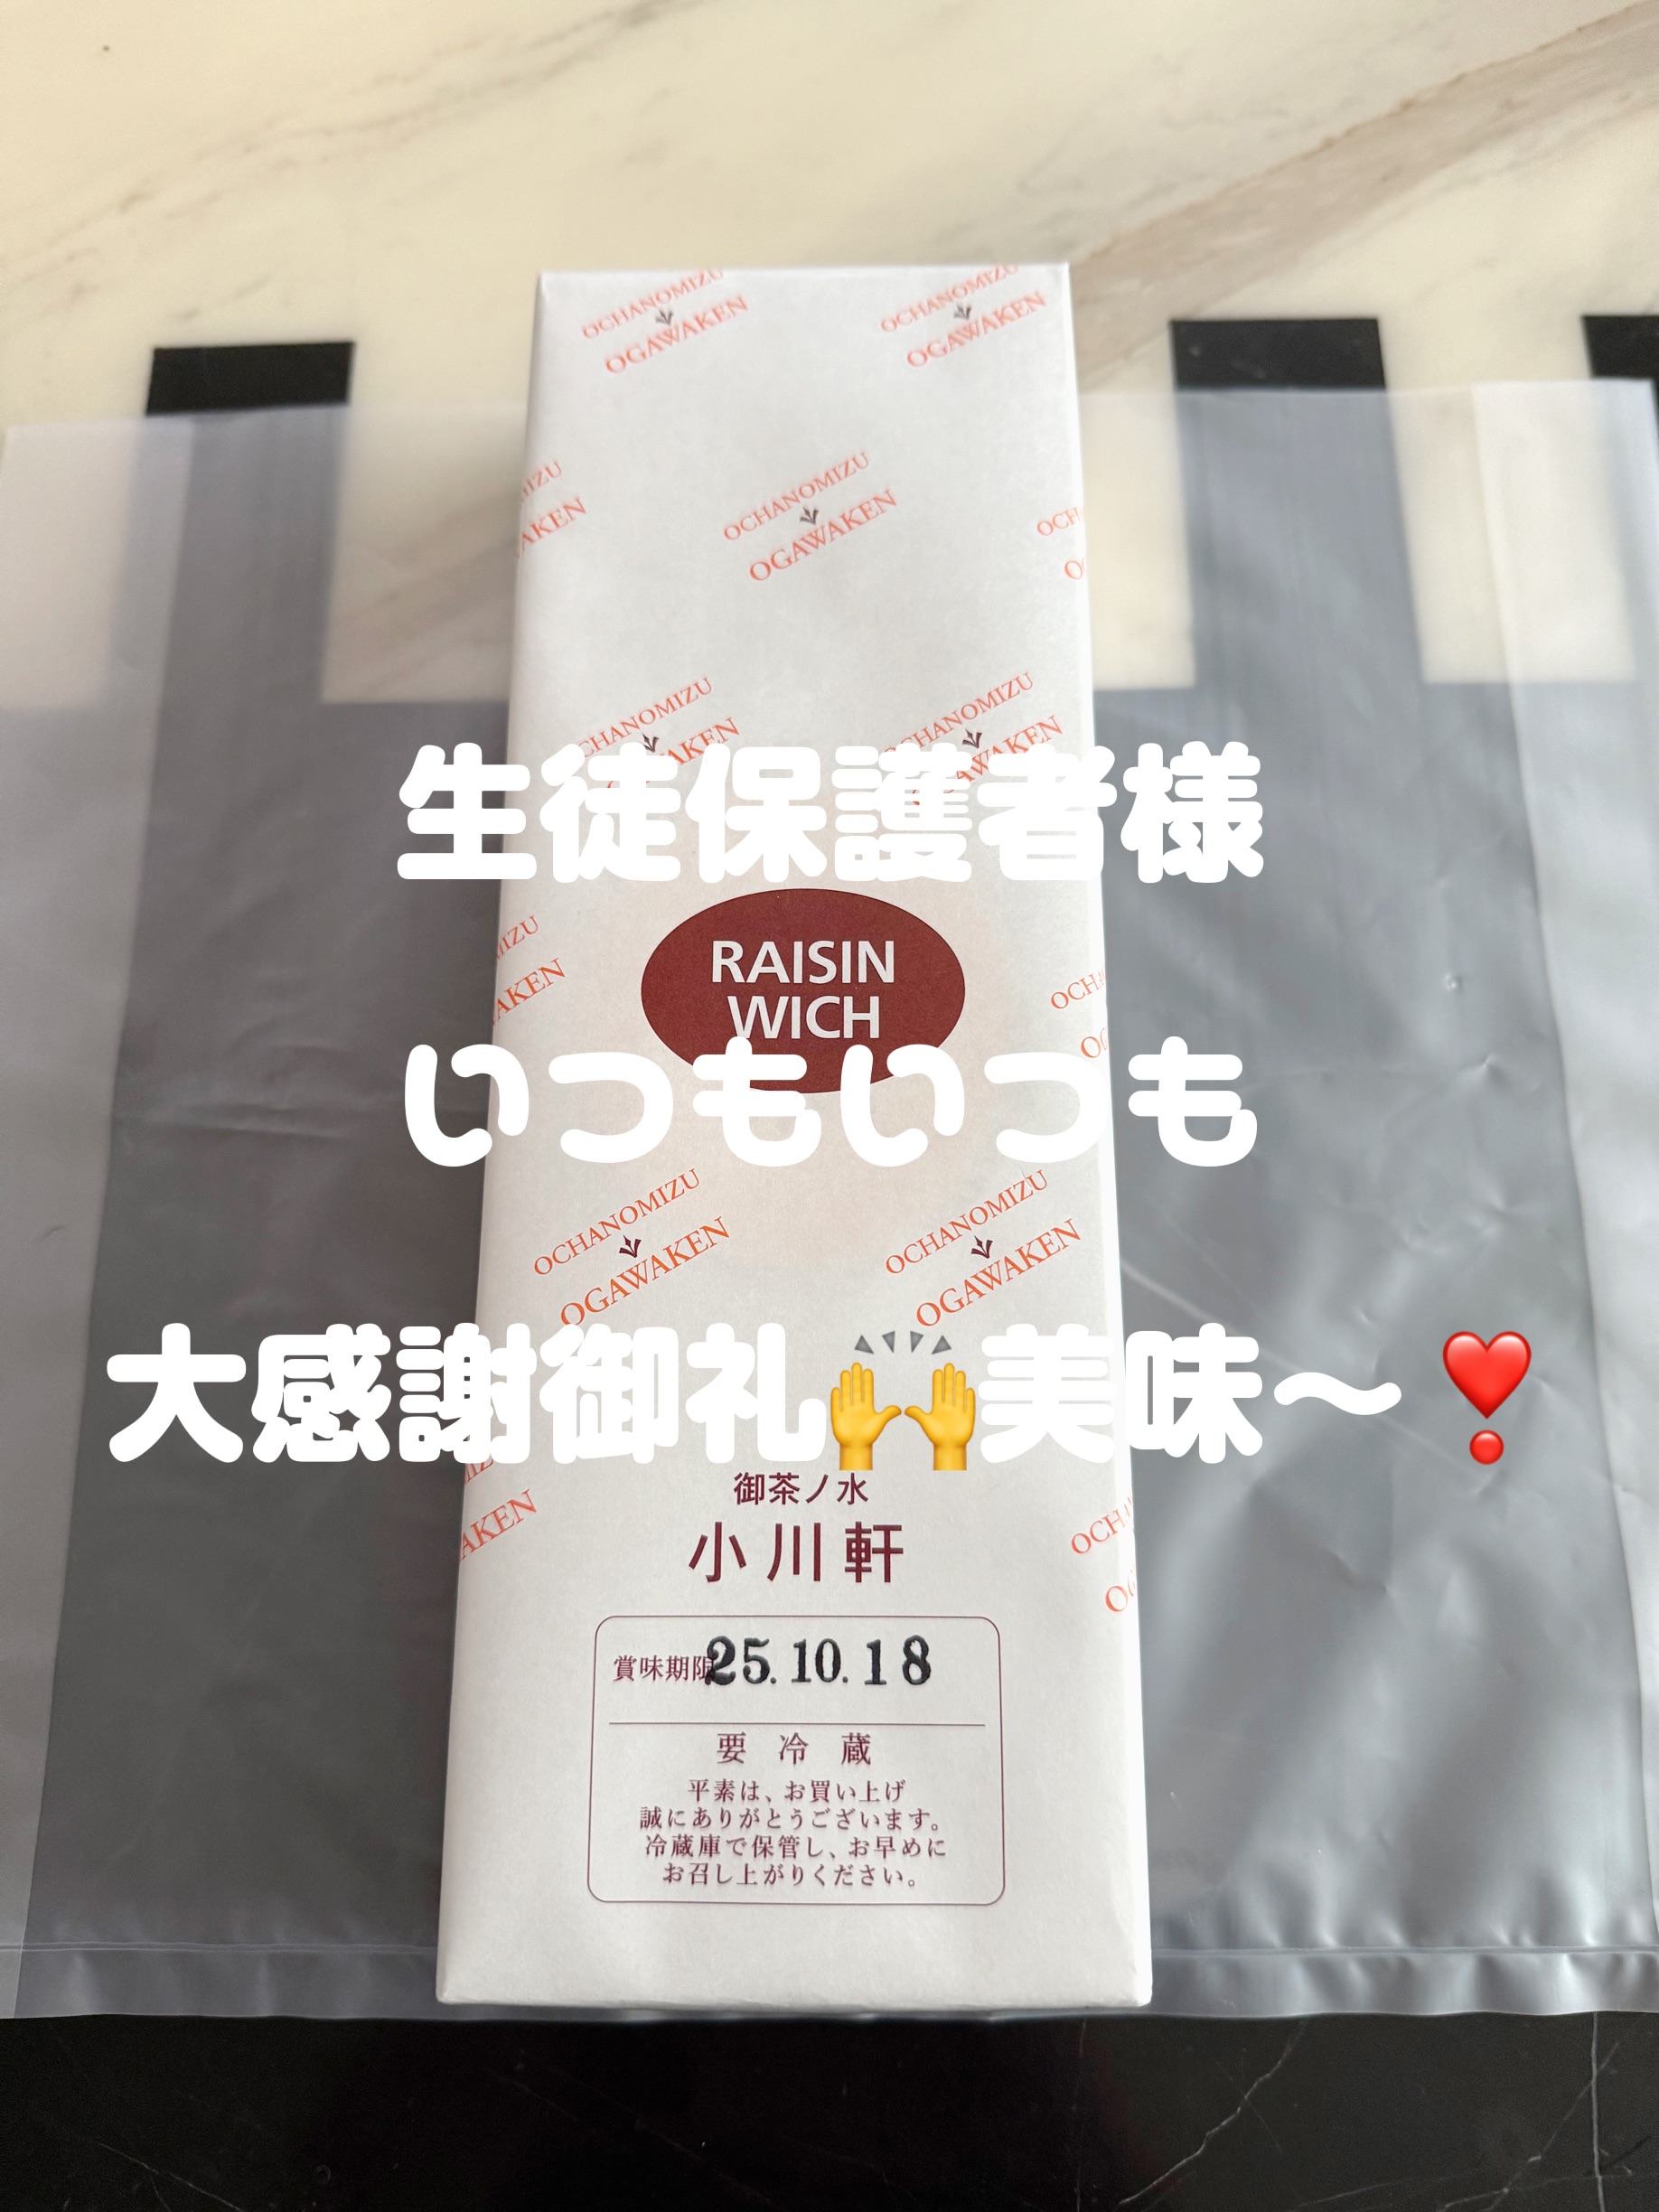 OCHANOMIZU
OGAWAKEN
OCHANOMIZU
OGAWAKEN
OCHANOMIZU
OGAWAKEN
生徒保護者様
RAISIN
WICH
いつもいつも
OCHANOMIZU
OGAWAKEN
OCHANOMIZU
OGAWAKEN
大感謝御礼🙌美味〜❣️
御茶ノ水
小川軒
賞味期限25.10.18
要冷蔵
平素は、お買い上げ
誠にありがとうございます。
冷蔵庫で保管し、お早めに
お召し上がりください。